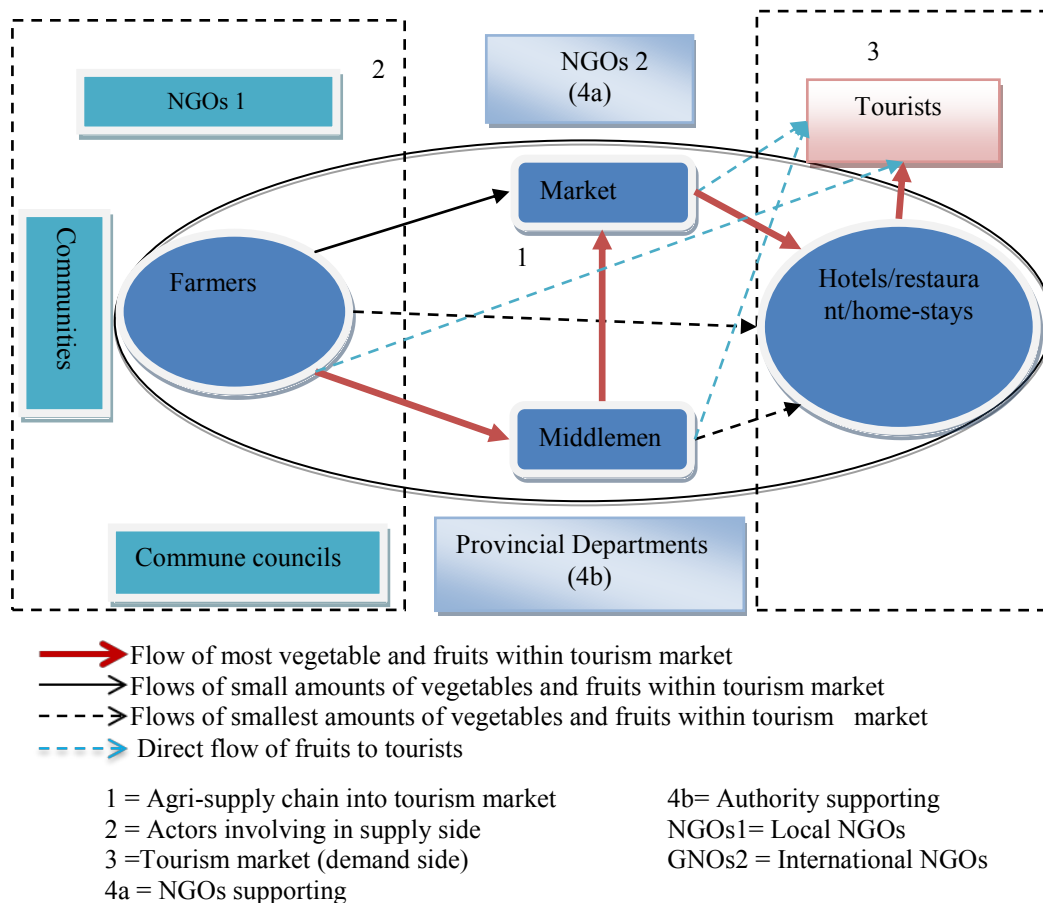 2
NGOs 1
NGOs 2
(4a)
3
Tourists
Market
1
Communities
Farmers
Hotels/restaura
nt/home-stays
Middlemen
Commune councils
Provincial Departments
(4b)
Flow of most vegetable and fruits within tourism market
Flows of small amounts of vegetables and fruits within tourism market
Flows of smallest amounts of vegetables and fruits within tourism market
Direct flow of fruits to tourists
1 = Agri-supply chain into tourism market
2 = Actors involving in supply side
3 =Tourism market (demand side)
4a = NGOs supporting
4b= Authority supporting
NGOs1= Local NGOs
GNOs2 = International NGOs